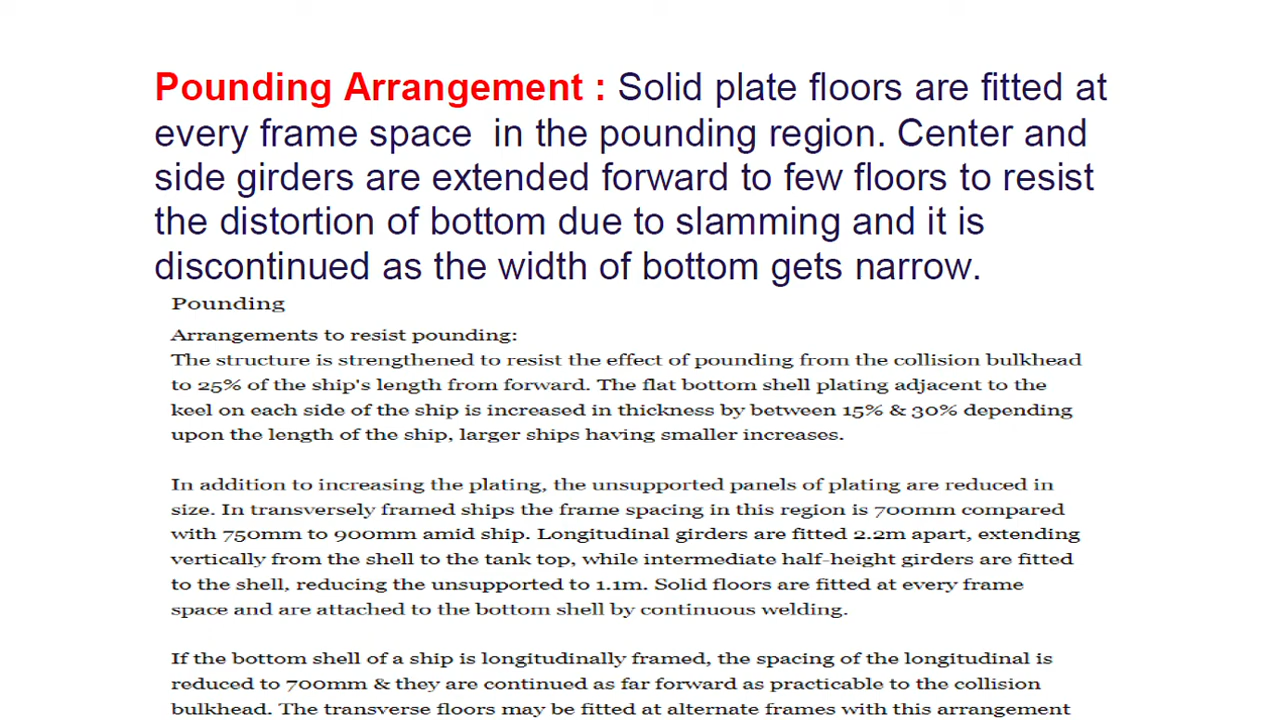 Pounding Arrangement : Solid plate floors are fitted at
every frame space in the pounding region. Center and
side girders are extended forward to few floors to resist
the distortion of bottom due to slamming and it is
discontinued as the width of bottom gets narrow.
Pounding
Arrangements to resist pounding:
The structure is strengthened to resist the effect of pounding from the collision bulkhead
to 25% of the ship's length from forward. The flat bottom shell plating adjacent to the
keel on each side of the ship is increased in thickness by between 15% & 30% depending
upon the length of the ship, larger ships having smaller increases.
In addition to increasing the plating, the unsupported panels of plating are reduced in
size. In transversely framed ships the frame spacing in this region is 700mm compared
with 750mm to 900mm amid ship. Longitudinal girders are fitted 2.2m apart, extending
vertically from the shell to the tank top, while intermediate half-height girders are fitted
to the shell, reducing the unsupported to 1.1m. Solid floors are fitted at every frame
space and are attached to the bottom shell by continuous welding.
If the bottom shell of a ship is longitudinally framed, the spacing of the longitudinal is
reduced to 700mm & they are continued as far forward as practicable to the collision
bulkhead. The transverse floors may be fitted at alternate frames with this arrangement